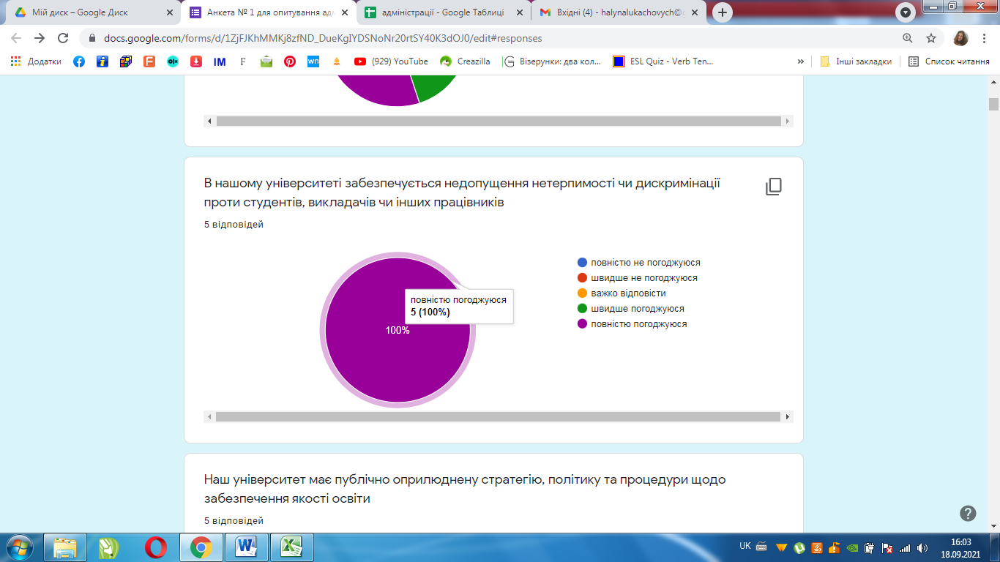 Мій диск – Google Диск
Анкета № 1 для опитування адм
адміністрації - Google Таблиці
Вхідні (4) - halynalukachovych@g
docs.google.com/forms/d/1ZjFJKhMMKj8zfND_DueKgIYDSNoNr20rtSY40K3dOJ0/edit#responses
Додатки
IM
F
wn
(929) YouTube
Creazilla
Візерунки: два кол...
ESL Quiz - Verb Ten...
»
Інші закладки
Список читання
В нашому університеті забезпечується недопущення нетерпимості чи дискримінації
проти студентів, викладачів чи інших працівників
5 відповідей
повністю погоджуюся
5 (100%)
100%
повністю не погоджуюся
швидше не погоджуюся
важко відповісти
швидше погоджуюся
повністю погоджуюся
Наш університет має публічно оприлюднену стратегію, політику та процедури щодо
забезпечення якості освіти
5 відповідей
UK
16:03
18.09.2021